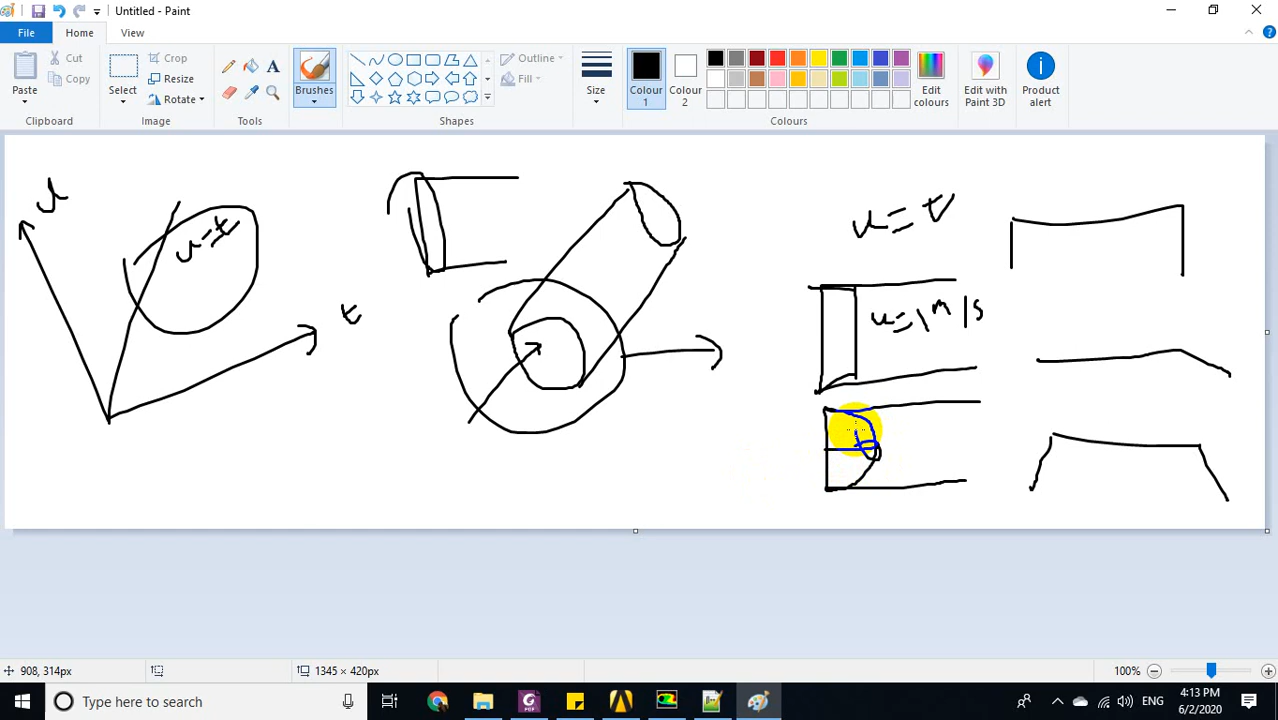 Untitled - Paint
File
Home
View
Paste
Cut
Copy
Clipboard
Select
Crop
Resize
Rotate
Image
A
Tools
Brushes
Outline
Fill
Shapes
Size
Colour 1
Colour 2
Edit colours
Colours
Edit with Paint 3D
Product alert
u
u=t
t
u=t
u=1m/s
908, 314px
1345 × 420px
100%
Type here to search
ENG
4:13 PM
6/2/2020